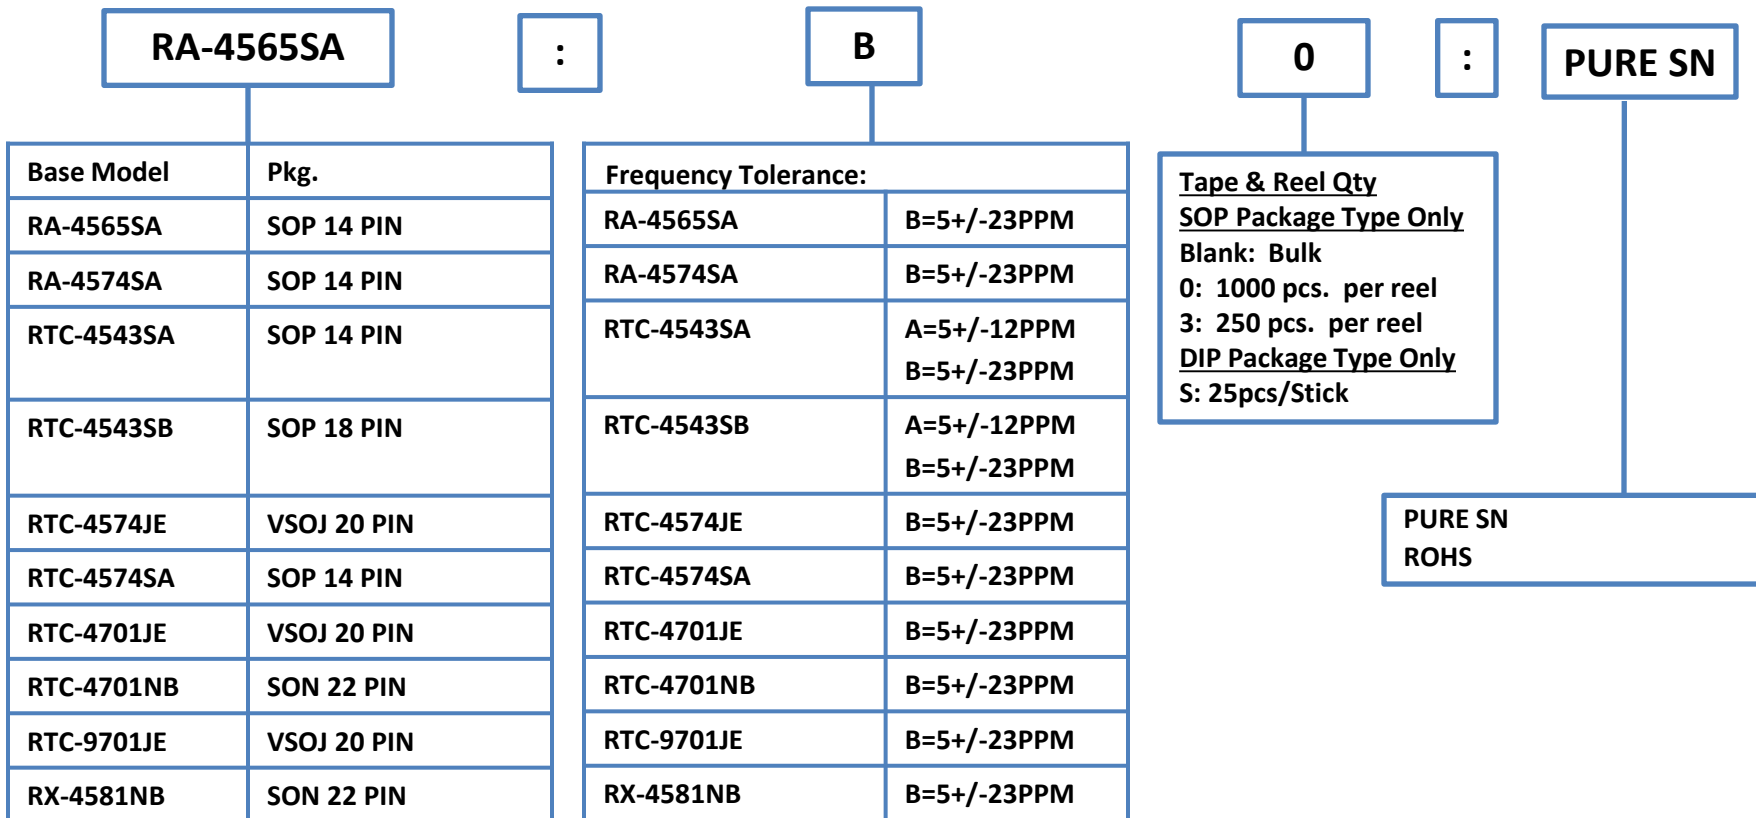 RA-4565SA : B 0 : PURE SN
Base Model Pkg.
RA-4565SA SOP 14 PIN
RA-4574SA SOP 14 PIN
RTC-4543SA SOP 14 PIN
RTC-4543SB SOP 18 PIN
RTC-4574JE VSOJ 20 PIN
RTC-4574SA SOP 14 PIN
RTC-4701JE VSOJ 20 PIN
RTC-4701NB SON 22 PIN
RTC-9701JE VSOJ 20 PIN
RX-4581NB SON 22 PIN
Frequency Tolerance:
RA-4565SA B=5+/-23PPM
RA-4574SA B=5+/-23PPM
RTC-4543SA A=5+/-12PPM
B=5+/-23PPM
RTC-4543SB A=5+/-12PPM
B=5+/-23PPM
RTC-4574JE B=5+/-23PPM
RTC-4574SA B=5+/-23PPM
RTC-4701JE B=5+/-23PPM
RTC-4701NB B=5+/-23PPM
RTC-9701JE B=5+/-23PPM
RX-4581NB B=5+/-23PPM
Tape & Reel Qty
SOP Package Type Only
Blank: Bulk
0: 1000 pcs. per reel
3: 250 pcs. per reel
DIP Package Type Only
S: 25pcs/Stick
PURE SN
ROHS